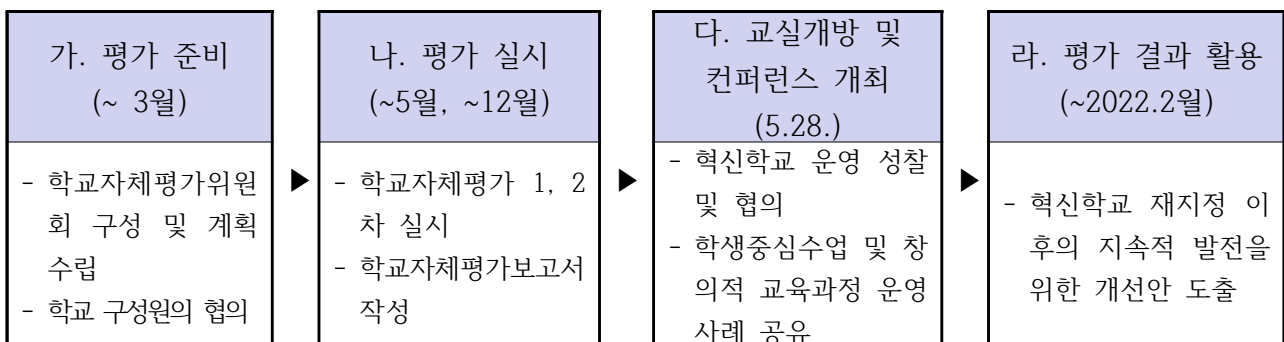 가. 평가 준비
(~ 3월)
- 학교자체평가위원
회 구성 및 계획
수립
- 학교 구성원의 협의
▶
나. 평가 실시
(~5월, ~12월)
- 학교자체평가 1, 2
차 실시
- 학교자체평가보고서
작성
▶
다. 교실개방 및
컨퍼런스 개최
(5.28.)
- 혁신학교 운영 성찰
및 협의
- 학생중심수업 및 창
의적 교육과정 운영
사례 공유
▶
라. 평가 결과 활용
(~2022.2월)
- 혁신학교 재지정 이
후의 지속적 발전을
위한 개선안 도출